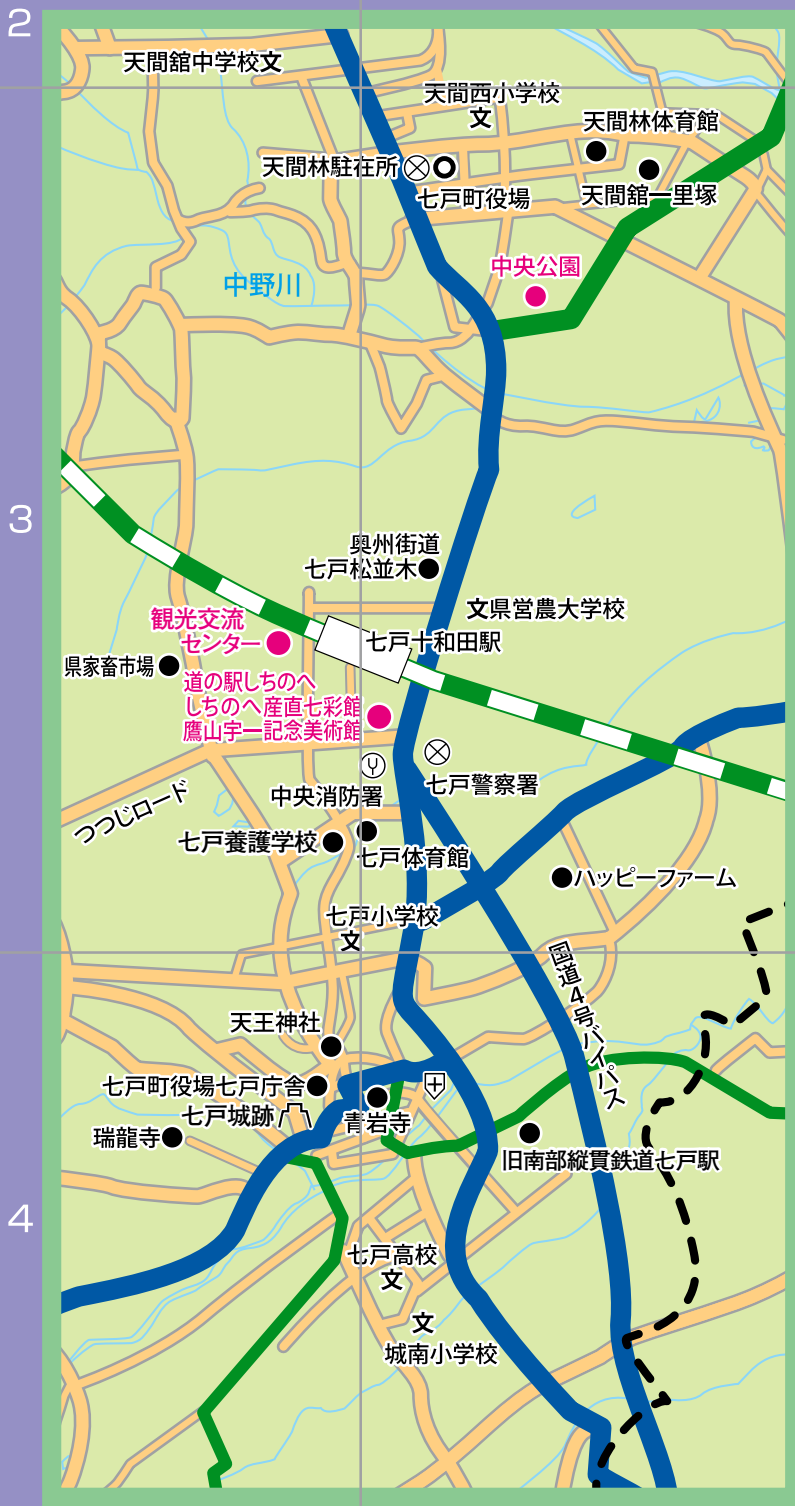 2
天間舘中学校文
天間西小学校
文
天間林体育館
天間林駐在所
七戸町役場
天間舘一里塚
中央公園
中野川
3
奥州街道
七戸松並木
文県営農大学校
観光交流
センター
七戸十和田駅
県家畜市場
道の駅しちのへ
しちのへ産直七彩館
鷹山宇一記念美術館
七戸警察署
つつじロード
中央消防署
七戸養護学校
七戸体育館
ハッピーファーム
七戸小学校
文
国道4号バイパス
天王神社
七戸町役場七戸庁舎
七戸城跡
青岩寺
瑞龍寺
旧南部縦貫鉄道七戸駅
4
七戸高校
文
文
城南小学校